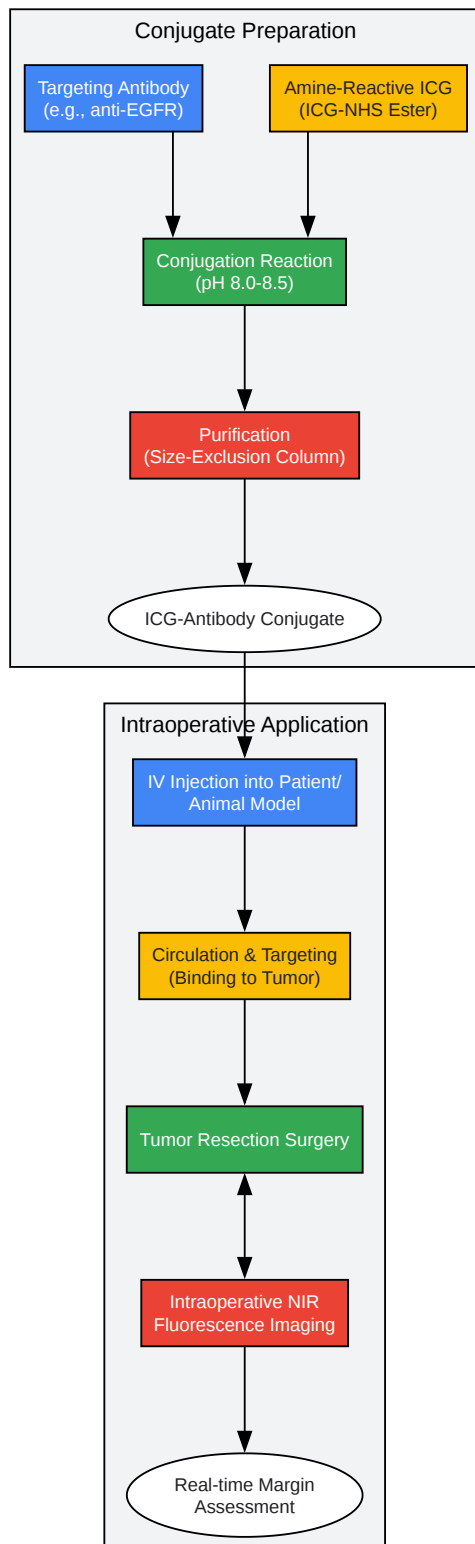 Conjugate Preparation
Targeting Antibody
(e.g., anti-EGFR)
Amine-Reactive ICG
(ICG-NHS Ester)
Conjugation Reaction
(pH 8.0-8.5)
Purification
(Size-Exclusion Column)
ICG-Antibody Conjugate
Intraoperative Application
IV Injection into Patient/
Animal Model
Circulation & Targeting
(Binding to Tumor)
Tumor Resection Surgery
Intraoperative NIR
Fluorescence Imaging
Real-time Margin
Assessment